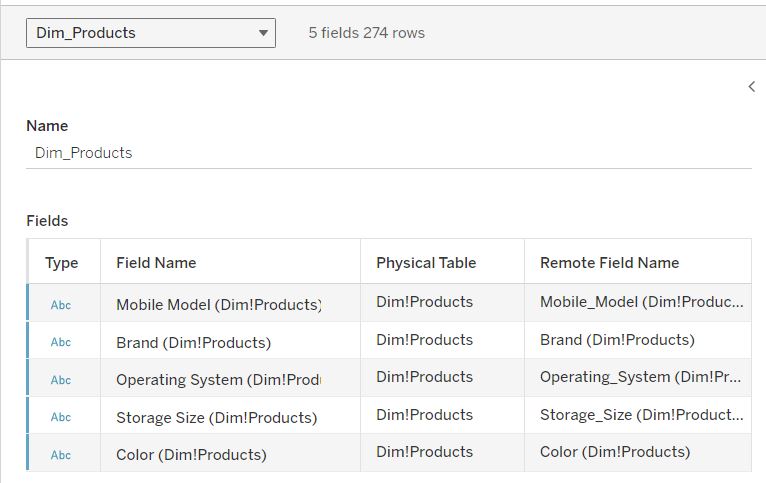 Dim_Products 5 fields 274 rows
Name
Dim_Products
Fields
Type Field Name Physical Table Remote Field Name
Abc Mobile Model (Dim!Products) Dim!Products Mobile_Model (Dim!Produc...
Abc Brand (Dim!Products) Dim!Products Brand (Dim!Products)
Abc Operating System (Dim!Prod Dim!Products Operating_System (Dim!Pr...
Abc Storage Size (Dim!Products) Dim!Products Storage_Size (Dim!Product...
Abc Color (Dim!Products) Dim!Products Color (Dim!Products)